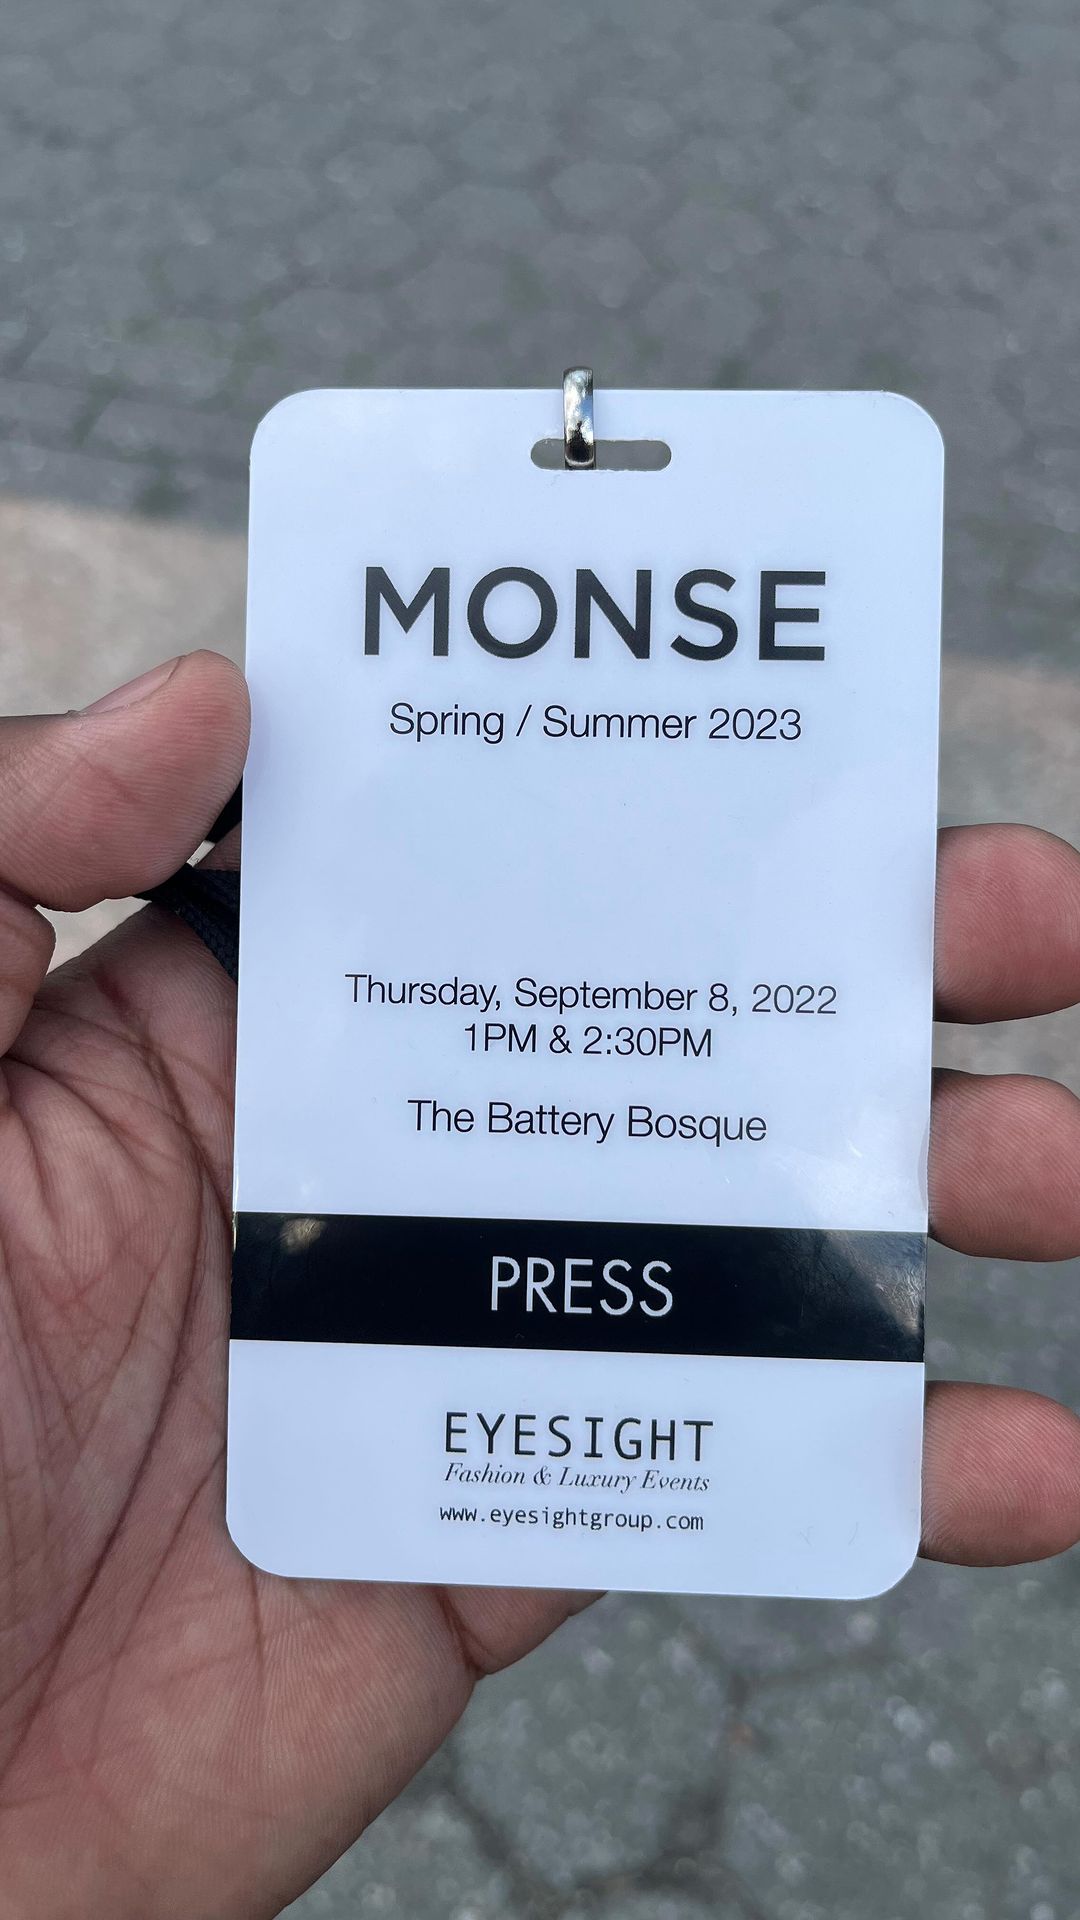 MONSE
Spring / Summer 2023
Thursday, September 8, 2022
1PM & 2:30PM
The Battery Bosque
PRESS
EYESIGHT
Fashion & Luxury Events
www.eyesightgroup.com